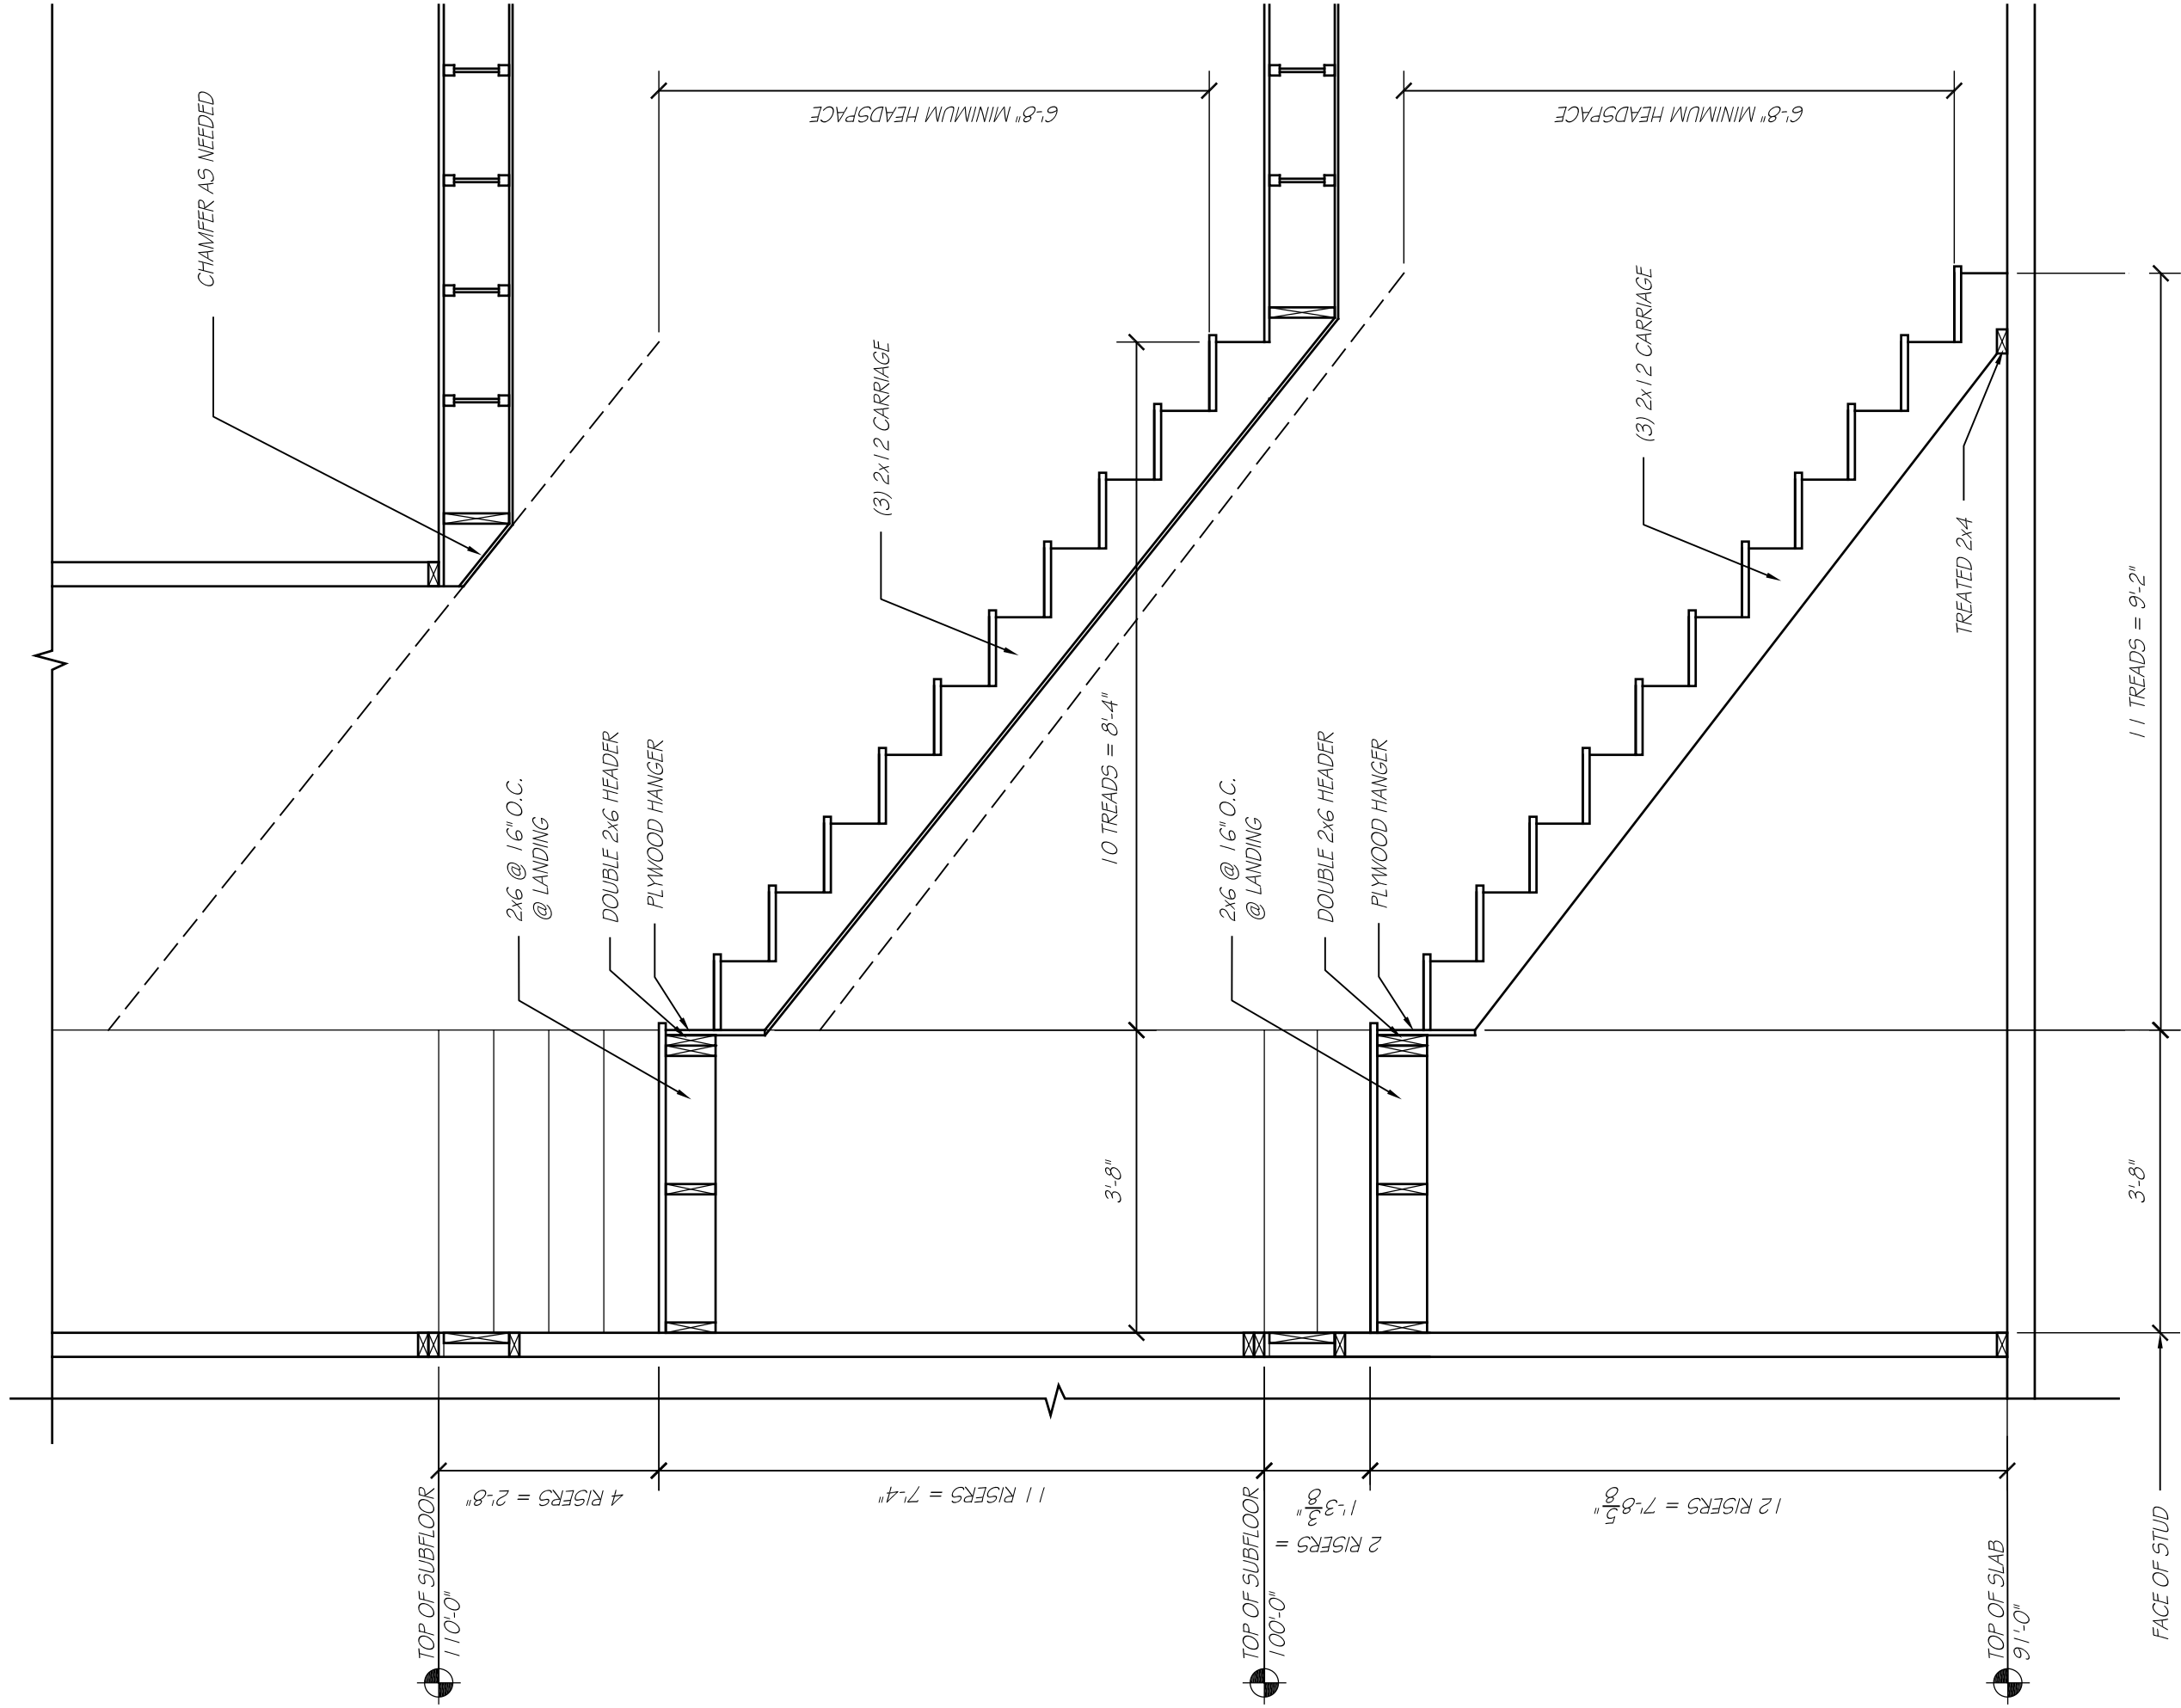 CHAMFER AS NEEDED
6'-8" MINIMUM HEADSPACE
6'-8" MINIMUM HEADSPACE
(3) 2x12 CARRIAGE
(3) 2x12 CARRIAGE
TREATED 2x4
11 TREADS = 9'-2"
10 TREADS = 8'-4"
2x6 @ 16" O.C.
@ LANDING
DOUBLE 2x6 HEADER
PLYWOOD HANGER
2x6 @ 16" O.C.
@ LANDING
DOUBLE 2x6 HEADER
PLYWOOD HANGER
3'-8"
3'-8"
4 RISERS = 2'-8"
11 RISERS = 7'-4"
2 RISERS =
1'-3 3/8"
12 RISERS = 7'-8 5/8"
TOP OF SUBFLOOR
110'-0"
TOP OF SUBFLOOR
100'-0"
TOP OF SLAB
91'-0"
FACE OF STUD